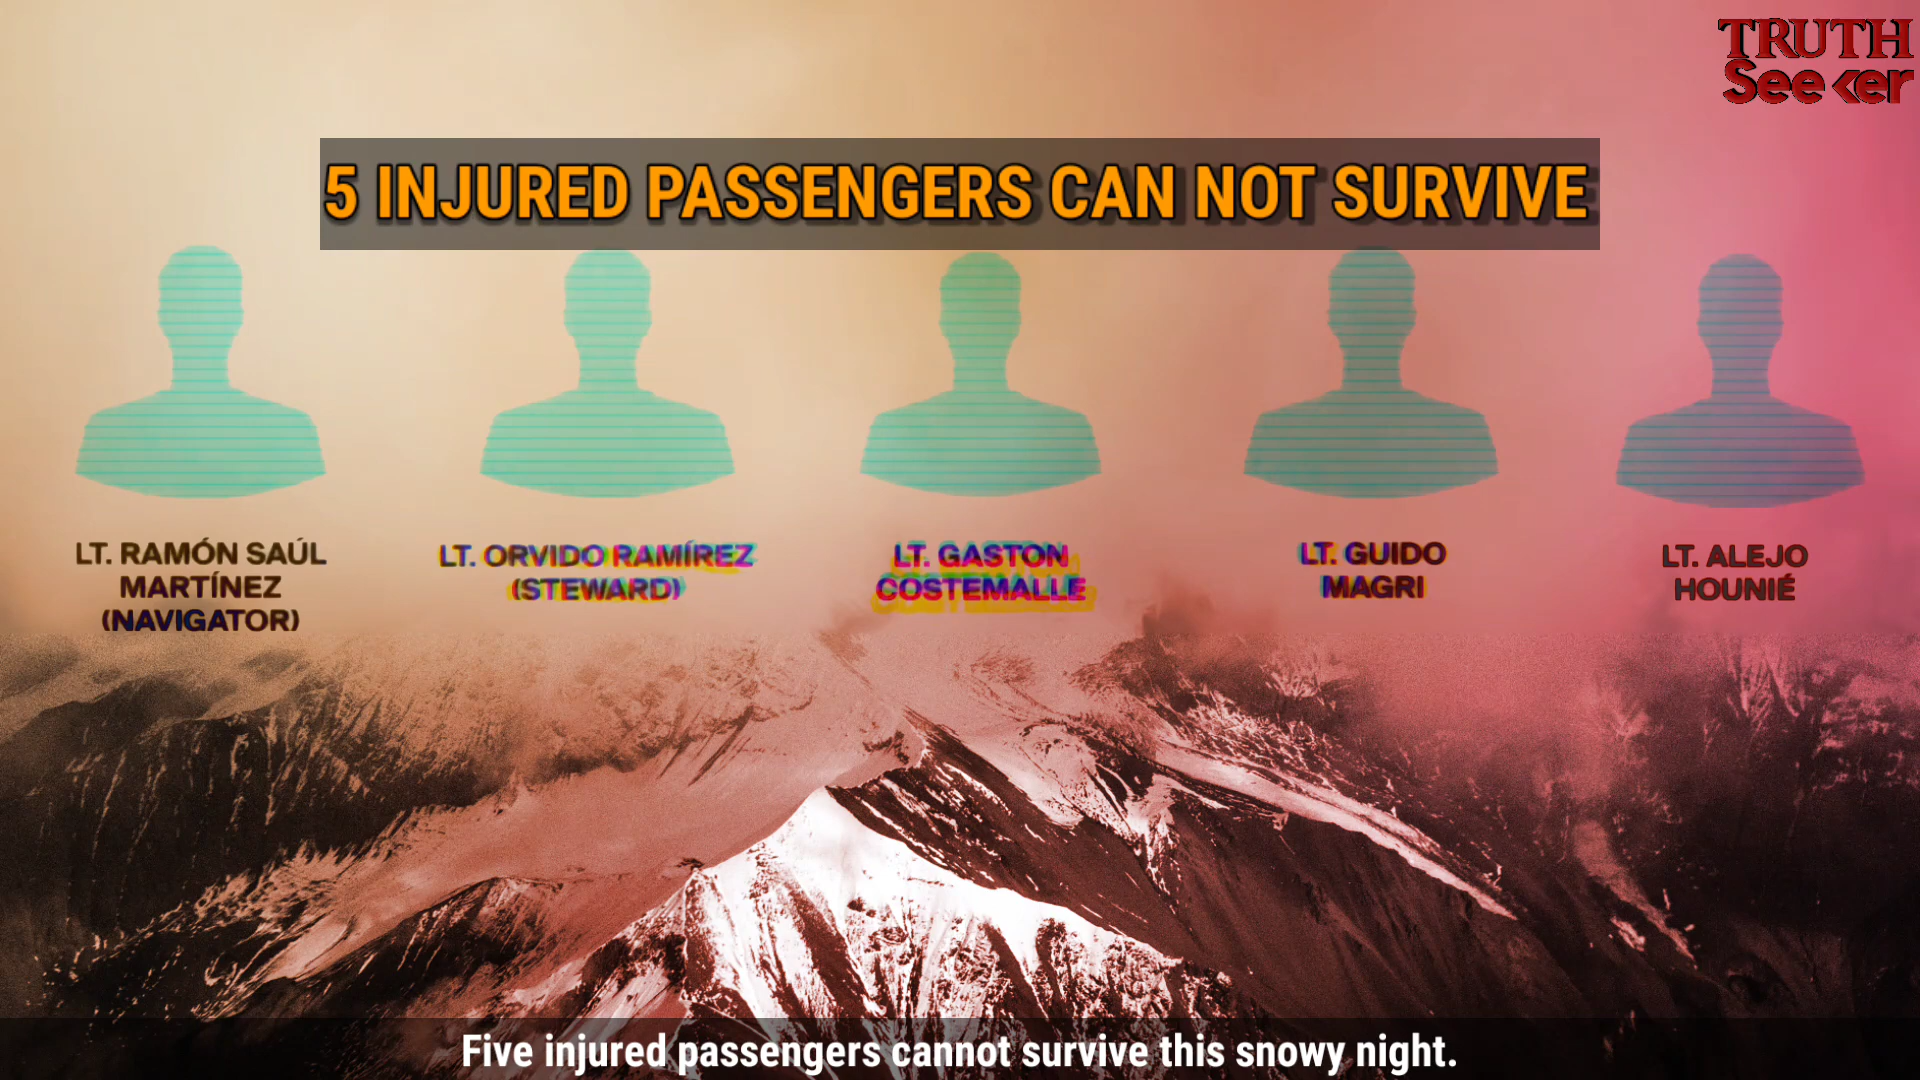 TRUTH
Seeker
5 INJURED PASSENGERS CAN NOT SURVIVE
LT. RAMÓN SAÚL
MARTÍNEZ
(NAVIGATOR)
LT. ORVIDO RAMÍREZ
(STEWARD)
LT. GASTON
COSTEMALLE
LT. GUIDO
MAGRI
LT. ALEJO
HOUNIÉ
Five injured passengers cannot survive this snowy night.